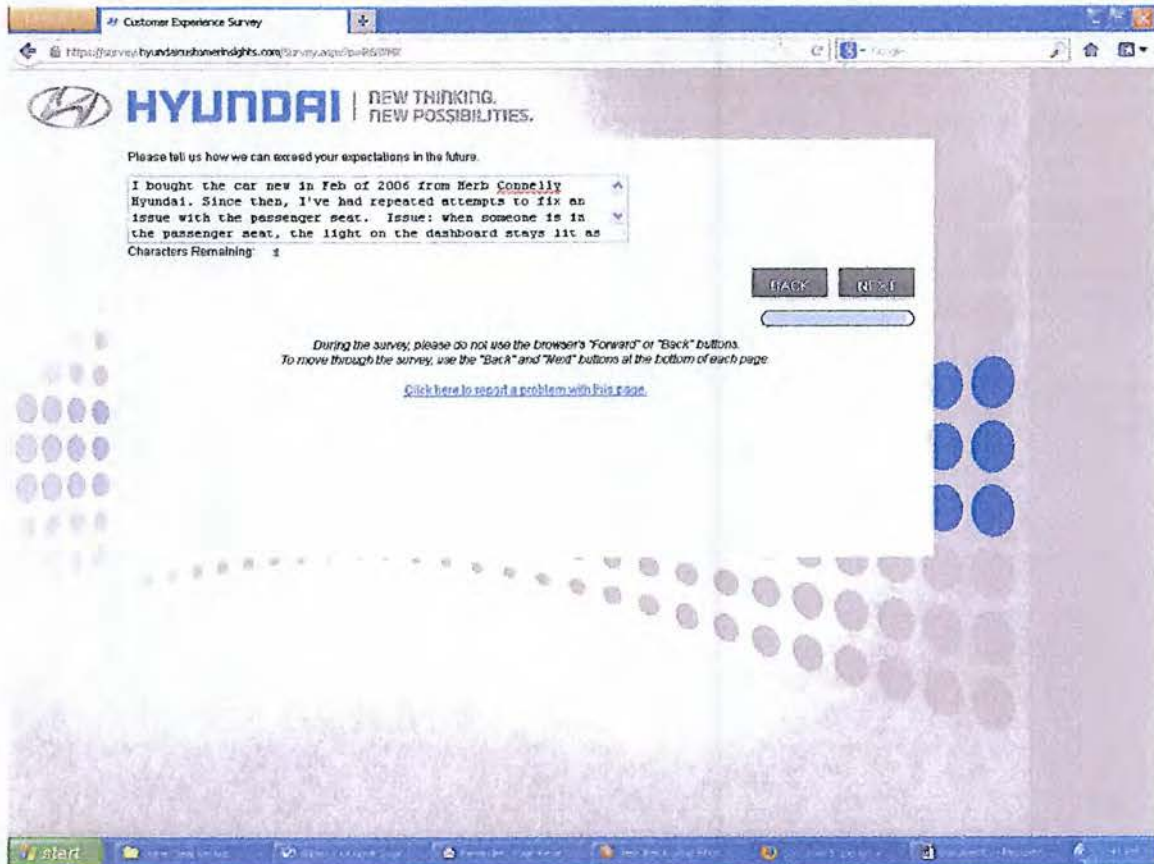 Customer Experience Survey
HYUNDAI
NEW THINKING.
NEW POSSIBILITIES.
Please tell us how we can exceed your expectations in the future.
I bought the car new in Feb of 2006 from Herb Connelly
Hyundai. Since then, I've had repeated attempts to fix an
issue with the passenger seat. Issue: when someone is in
the passenger seat, the light on the dashboard stays lit as
Characters Remaining:
BACK NEXT
During the survey, please do not use the browser's "Forward" or "Back" buttons.
To move through the survey, use the "Back" and "Next" buttons at the bottom of each page.
Click here to report a problem with this page.
start